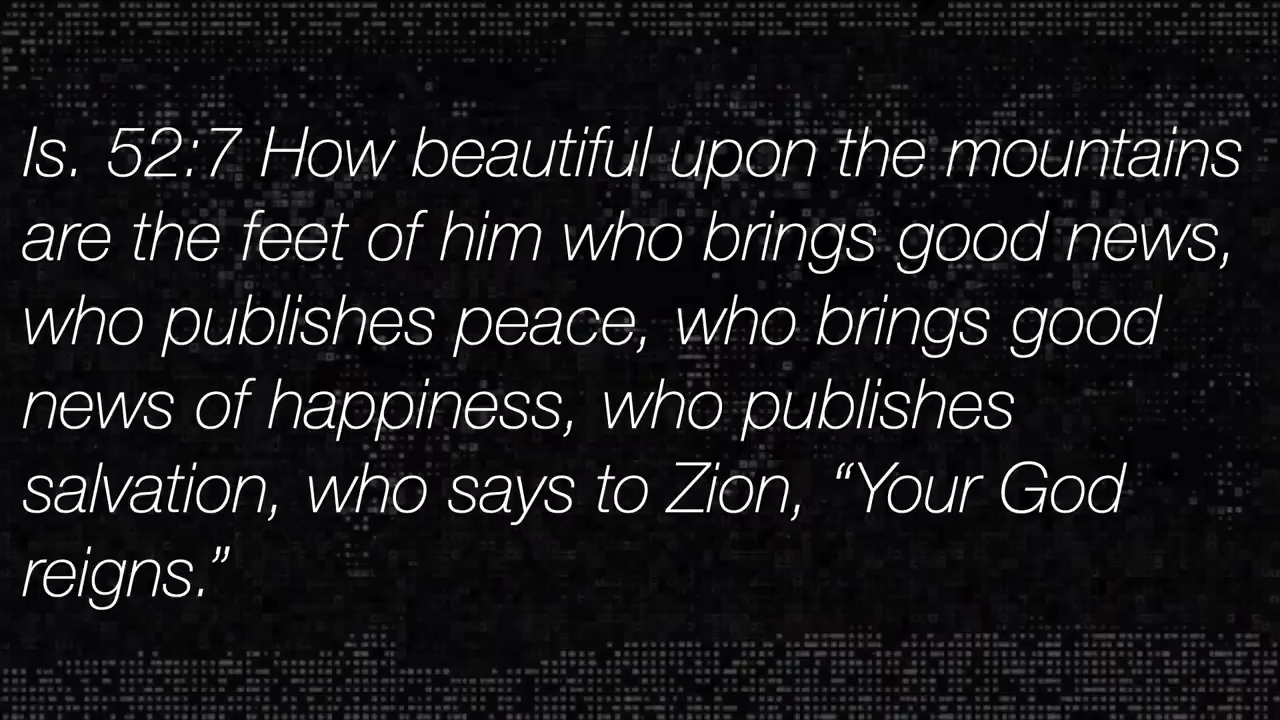 Is. 52:7 How beautiful upon the mountains
are the feet of him who brings good news,
who publishes peace, who brings good
news of happiness, who publishes
salvation, who says to Zion, “Your God
reigns.”